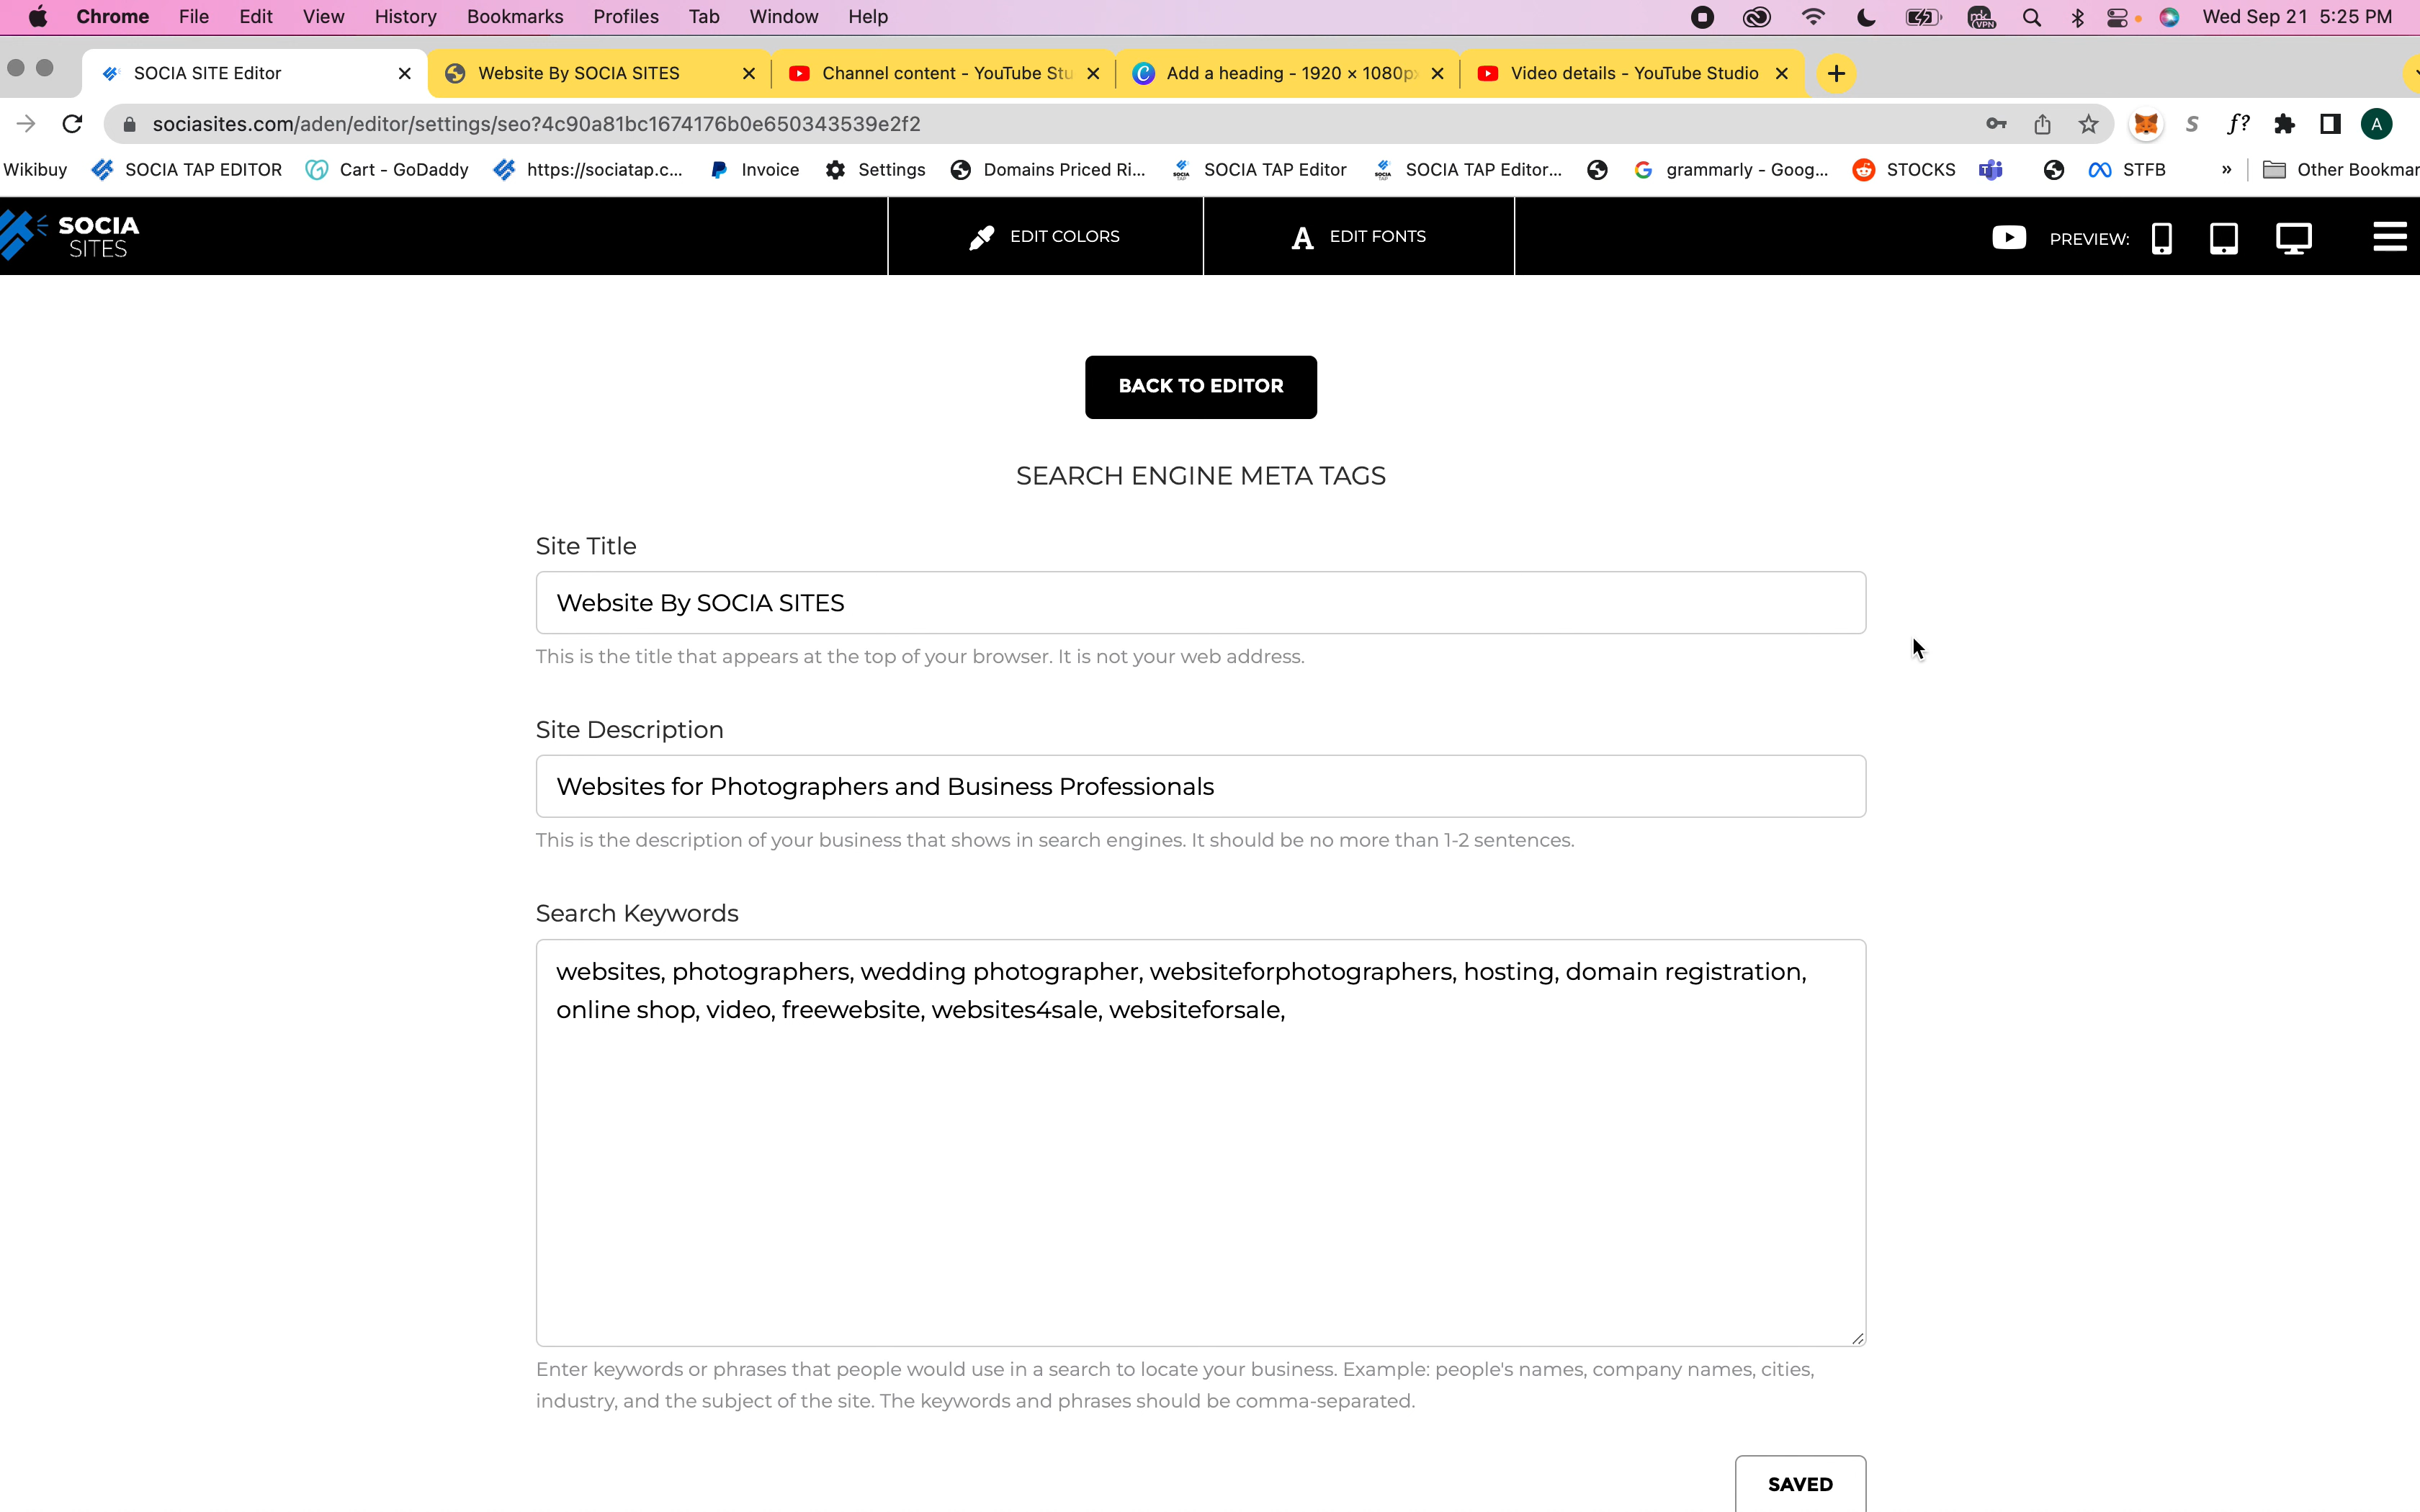 Chrome File Edit View History Bookmarks Profiles Tab Window Help VPN Wed Sep 21 5:25 PM
SOCIA SITE Editor Website By SOCIA SITES Channel content - YouTube Stu Add a heading - 1920 × 1080p Video details - YouTube Studio
sociasites.com/aden/editor/settings/seo?4c90a81bc1674176b0e650343539e2f2 S f? A
Wikibuy SOCIA TAP EDITOR Cart - GoDaddy https://sociatap.c... Invoice Settings Domains Priced Ri... SOCIA TAP Editor SOCIA TAP Editor... grammarly - Goog... STOCKS STFB » Other Bookmar
SOCIA
SITES
EDIT COLORS
A EDIT FONTS
PREVIEW:
BACK TO EDITOR
SEARCH ENGINE META TAGS
Site Title
Website By SOCIA SITES
This is the title that appears at the top of your browser. It is not your web address.
Site Description
Websites for Photographers and Business Professionals
This is the description of your business that shows in search engines. It should be no more than 1-2 sentences.
Search Keywords
websites, photographers, wedding photographer, websiteforphotographers, hosting, domain registration,
online shop, video, freewebsite, websites4sale, websiteforsale,
Enter keywords or phrases that people would use in a search to locate your business. Example: people's names, company names, cities,
industry, and the subject of the site. The keywords and phrases should be comma-separated.
SAVED